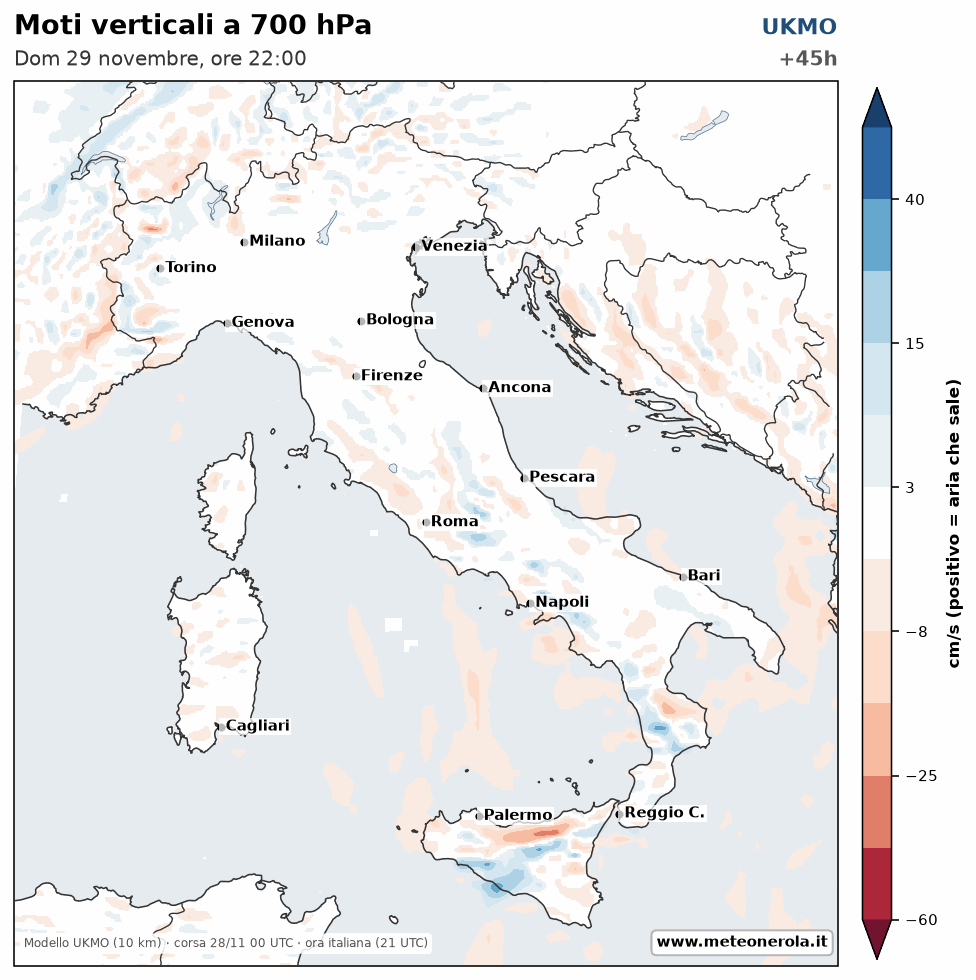 Moti verticali a 700 hPa
UKMO
Dom 29 novembre, ore 22:00
+45h
Milano
Venezia
Torino
Genova
Bologna
Firenze
Ancona
Pescara
Roma
Bari
Napoli
Cagliari
Palermo
Reggio C.
40
15
3
−8
−25
−60
cm/s (positivo = aria che sale)
Modello UKMO (10 km) · corsa 28/11 00 UTC · ora italiana (21 UTC)
www.meteonerola.it